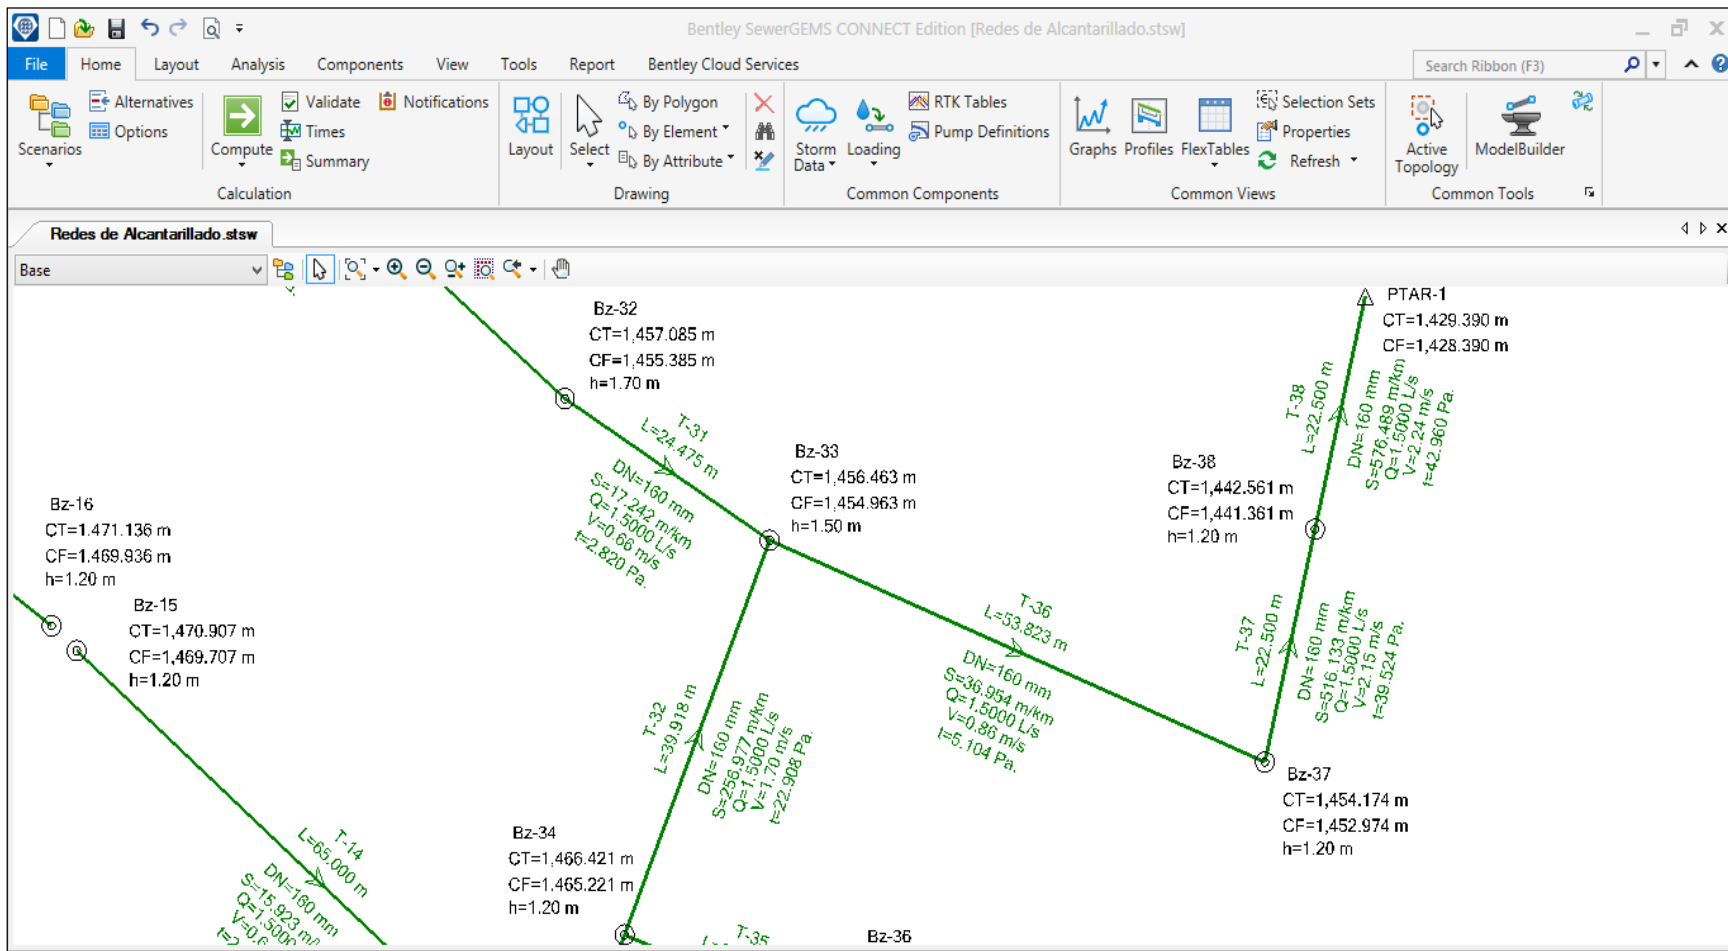 Bentley SewerGEMS CONNECT Edition [Redes de Alcantarillado.stsw]
File Home Layout Analysis Components View Tools Report Bentley Cloud Services
Search Ribbon (F3)
Scenarios
Alternatives
Options
Compute
Validate
Times
Summary
Notifications
Calculation
Layout
Select
By Polygon
By Element
By Attribute
Drawing
Storm Data
Loading
RTK Tables
Pump Definitions
Common Components
Graphs
Profiles
FlexTables
Selection Sets
Properties
Refresh
Common Views
Active Topology
ModelBuilder
Common Tools
Redes de Alcantarillado.stsw
Base
Bz-32
CT=1,457.085 m
CF=1,455.385 m
h=1.70 m
T-31
L=24.475 m
DN=160 mm
S=17.242 m/km
Q=1.5000 L/s
V=0.66 m/s
t=2.820 Pa.
Bz-33
CT=1,456.463 m
CF=1,454.963 m
h=1.50 m
PTAR-1
CT=1,429.390 m
CF=1,428.390 m
T-38
L=22.500 m
DN=160 mm
S=576.489 m/km
Q=1.5000 L/s
V=2.24 m/s
t=42.960 Pa.
Bz-38
CT=1,442.561 m
CF=1,441.361 m
h=1.20 m
Bz-16
CT=1.471.136 m
CF=1.469.936 m
h=1.20 m
Bz-15
CT=1,470.907 m
CF=1,469.707 m
h=1.20 m
T-36
L=53.823 m
DN=160 mm
S=36.954 m/km
Q=1.5000 L/s
V=0.86 m/s
t=5.104 Pa.
T-37
L=22.500 m
DN=160 mm
S=516.133 m/km
Q=1.5000 L/s
V=2.15 m/s
t=39.524 Pa.
T-32
L=39.918 m
DN=160 mm
S=256.977 m/km
Q=1.5000 L/s
V=1.70 m/s
t=22.908 Pa.
Bz-37
CT=1,454.174 m
CF=1,452.974 m
h=1.20 m
Bz-34
CT=1,466.421 m
CF=1.465.221 m
h=1.20 m
T-14
L=65.000 m
DN=160 mm
S=15.923 m/
Q=1.5000
V=0.6
T-35
Bz-36